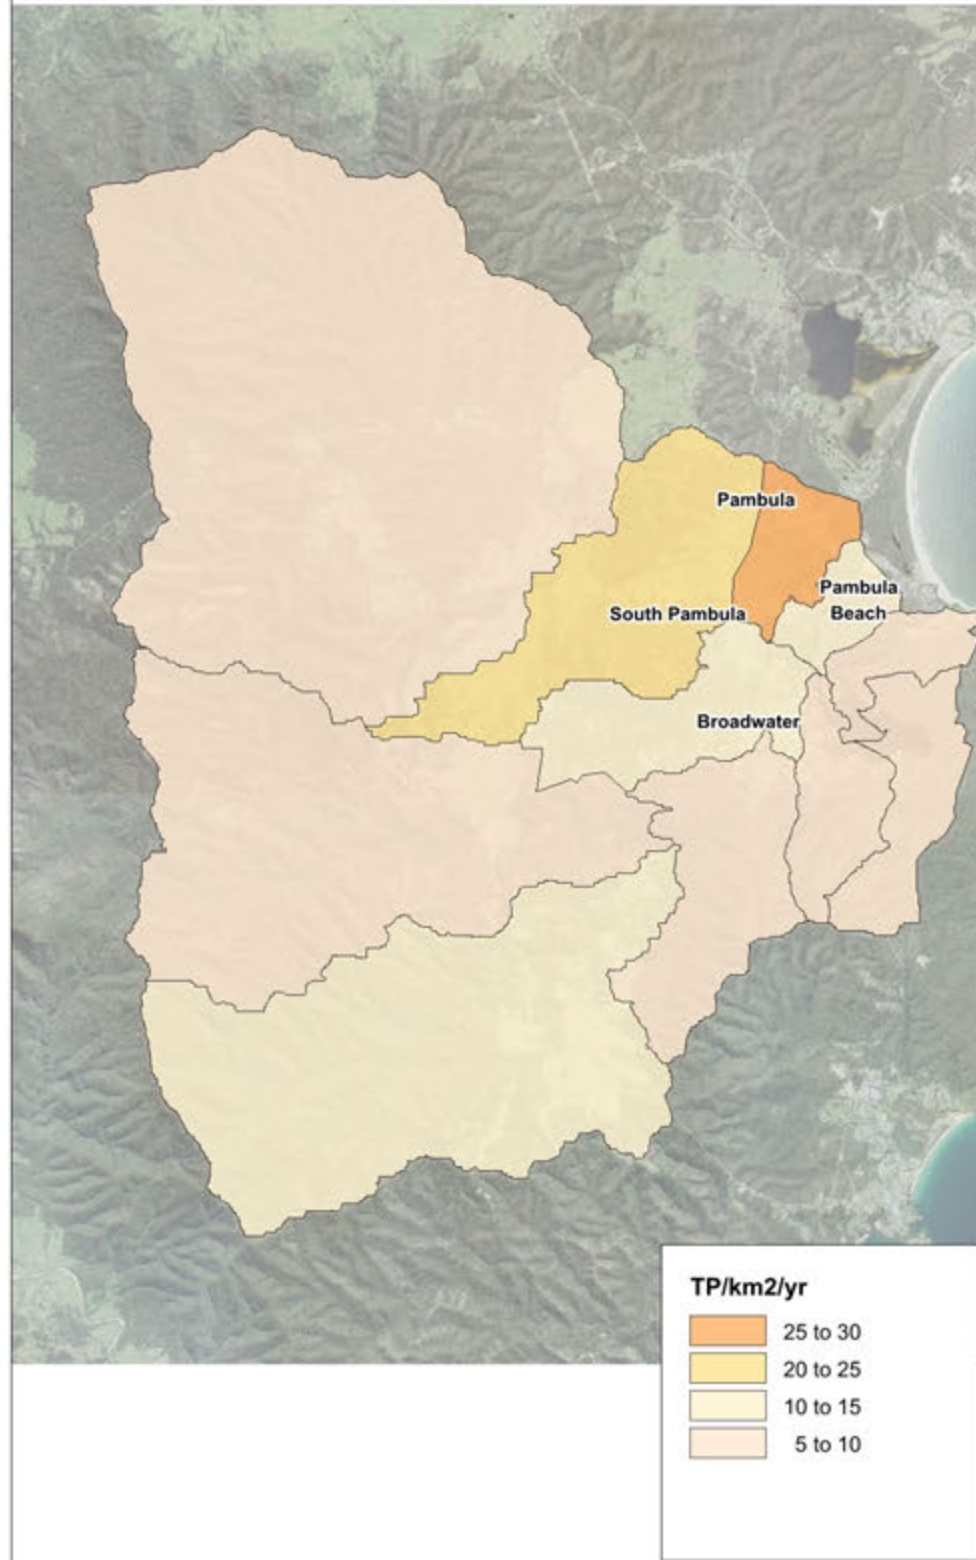 Pambula
Pambula
Beach
South Pambula
Broadwater
TP/km2/yr
25 to 30
20 to 25
10 to 15
5 to 10